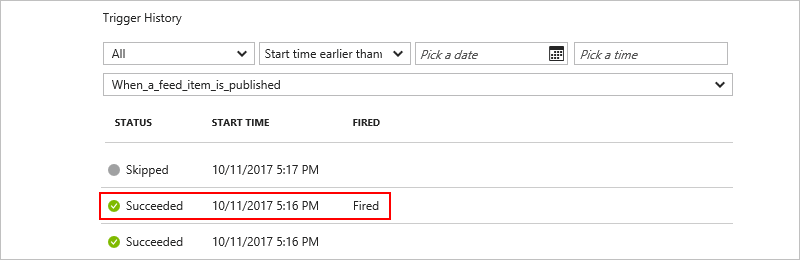 Trigger History
All Start time earlier than Pick a date Pick a time
When_a_feed_item_is_published
STATUS START TIME FIRED
Skipped 10/11/2017 5:17 PM
Succeeded 10/11/2017 5:16 PM Fired
Succeeded 10/11/2017 5:16 PM